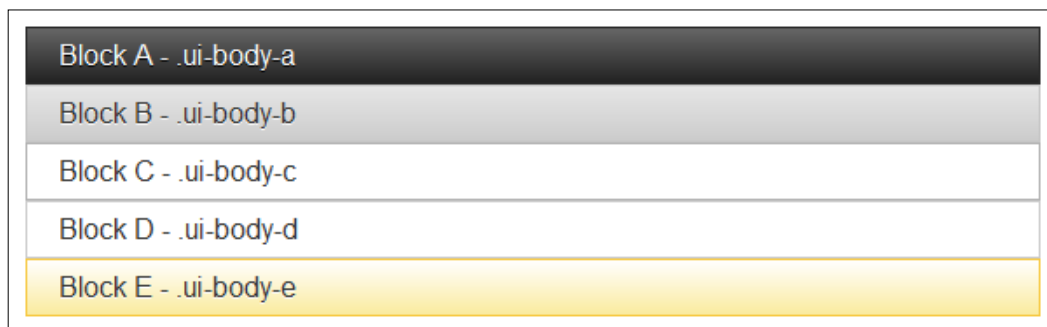 Block A - .ui-body-a
Block B - .ui-body-b
Block C - .ui-body-c
Block D - .ui-body-d
Block E - .ui-body-e